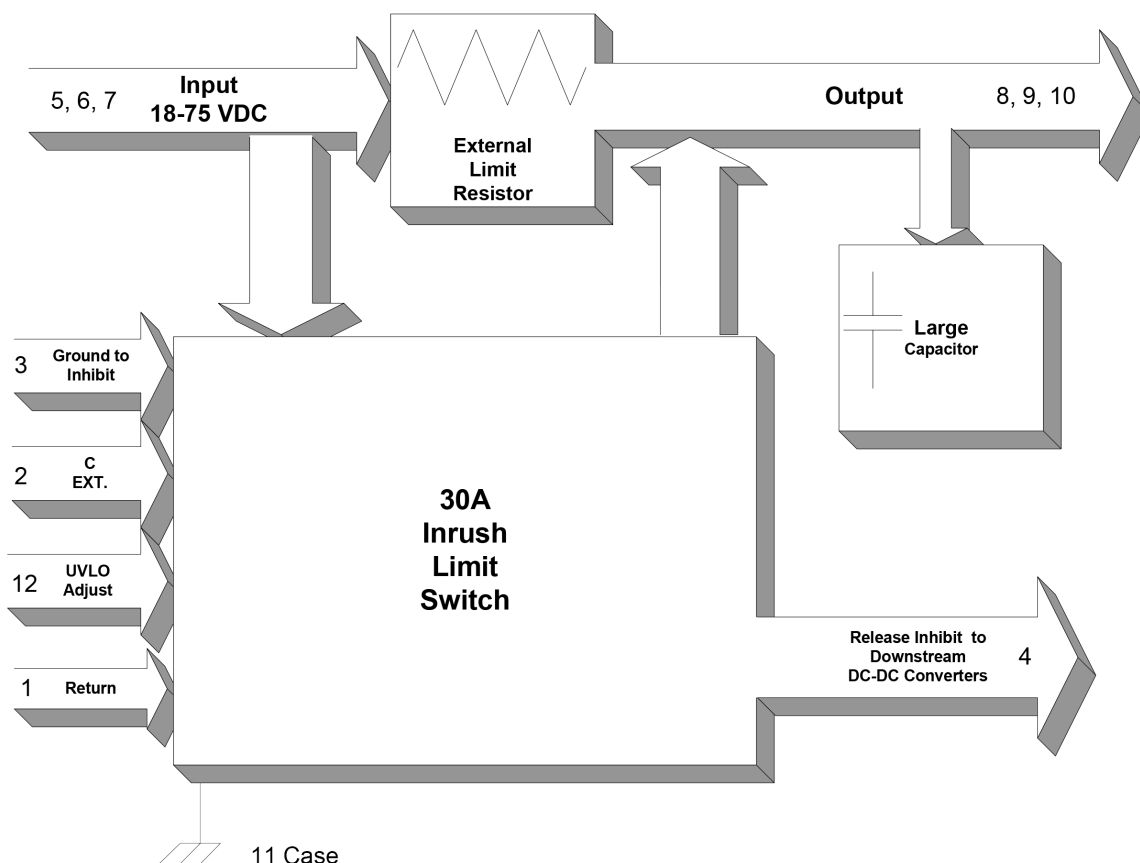 Input
5, 6, 7
18-75 VDC
External
Limit
Resistor
Output
8, 9, 10
Large
Capacitor
3
Ground to
Inhibit
2
C
EXT.
12
UVLO
Adjust
1
Return
30A
Inrush
Limit
Switch
Release Inhibit to
Downstream
DC-DC Converters
4
11 Case